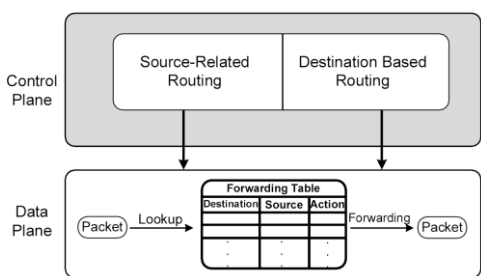 Control
Plane
Source-Related
Routing
Destination Based
Routing
Data
Plane
Packet
Lookup
Forwarding Table
Destination Source Action
. . .
. . .
. . .
Forwarding
Packet